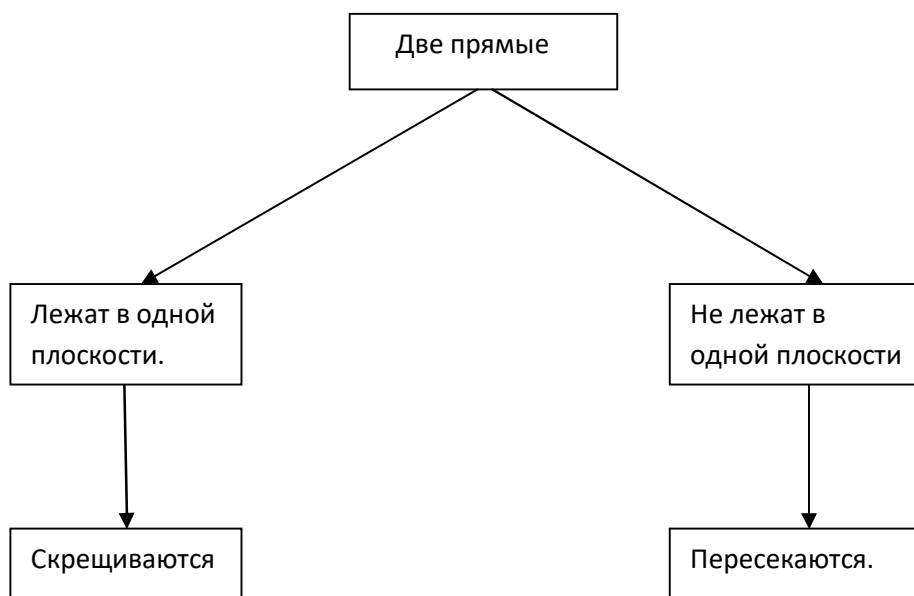 Две прямые
Лежат в одной
плоскости.
Не лежат в
одной плоскости
Скрещиваются
Пересекаются.